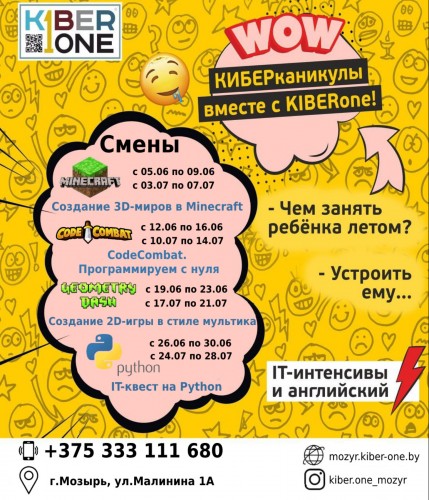 KIBER
ONE
WOW
КИБЕРканикулы
вместе с KIBERone!
Смены
MINECRAFT
с 05.06 по 09.06
с 03.07 по 07.07
Создание 3D-миров в Minecraft
CODE COMBAT
с 12.06 по 16.06
с 10.07 по 14.07
CodeCombat.
Программируем с нуля
GEOMETRY
DASH
с 19.06 по 23.06
с 17.07 по 21.07
Создание 2D-игры в стиле мультика
python
с 26.06 по 30.06
с 24.07 по 28.07
IT-квест на Python
- Чем занять
ребёнка летом?
- Устроить
ему...
IT-интенсивы
и английский
+375 333 111 680
г.Мозырь, ул.Малинина 1А
mozyr.kiber-one.by
kiber.one_mozyr